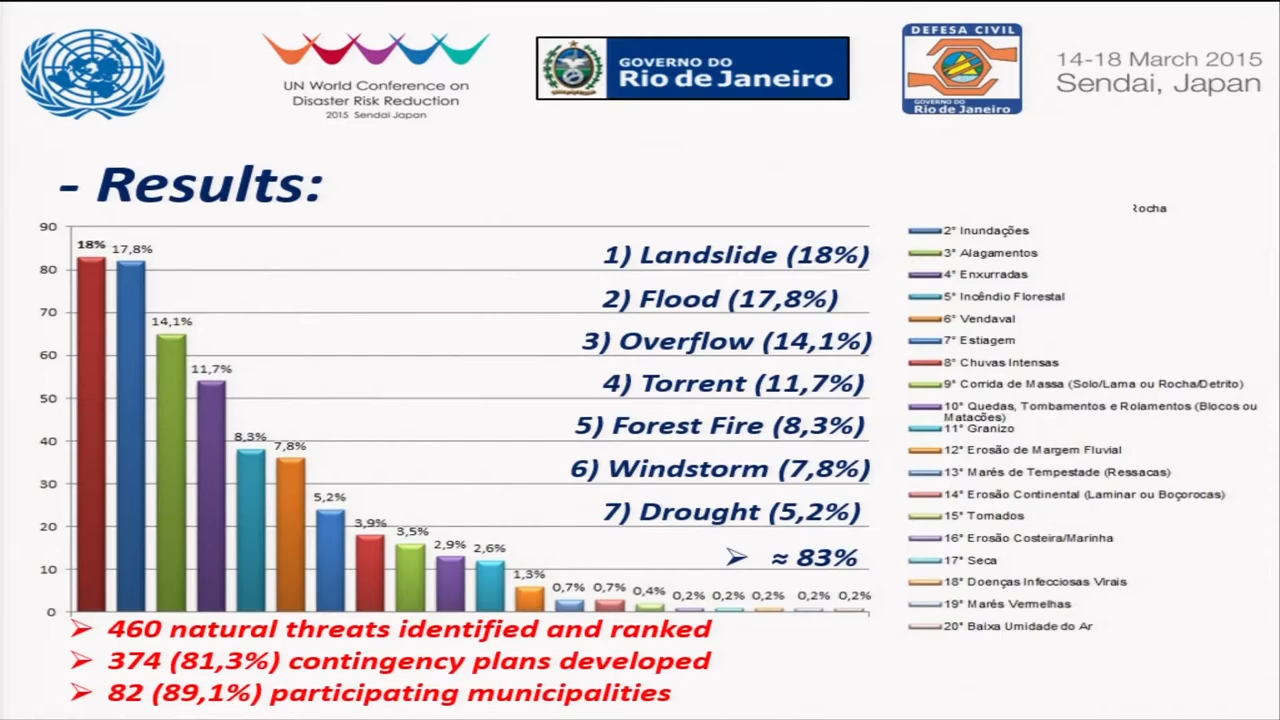 UN World Conference on
Disaster Risk Reduction
2015 Sendai Japan
GOVERNO DO
Rio de Janeiro
DEFESA CIVIL
GOVERNO DO
Rio de Janeiro
14-18 March 2015
Sendai, Japan
- Results:
90
80
70
60
50
40
30
20
10
0
18%
17,8%
14,1%
11,7%
8,3%
7,8%
5,2%
3,9%
3,5%
2,9%
2,6%
1,3%
0,7%
0,7%
0,4%
0,2%
0,2%
0,2%
0,2%
0,2%
1) Landslide (18%)
2) Flood (17,8%)
3) Overflow (14,1%)
4) Torrent (11,7%)
5) Forest Fire (8,3%)
6) Windstorm (7,8%)
7) Drought (5,2%)
➢ ≈ 83%
Rocha
2° Inundações
3° Alagamentos
4° Enxurradas
5° Incêndio Florestal
6° Vendaval
7° Estiagem
8° Chuvas Intensas
9° Corrida de Massa (Solo/Lama ou Rocha/Detrito)
10° Quedas, Tombamentos e Rolamentos (Blocos ou
Matacões)
11° Granizo
12° Erosão de Margem Fluvial
13° Marés de Tempestade (Ressacas)
14° Erosão Continental (Laminar ou Boçorocas)
15° Tornados
16° Erosão Costeira/Marinha
17° Seca
18° Doenças Infecciosas Virais
19° Marés Vermelhas
20° Baixa Umidade do Ar
➢ 460 natural threats identified and ranked
➢ 374 (81,3%) contingency plans developed
➢ 82 (89,1%) participating municipalities